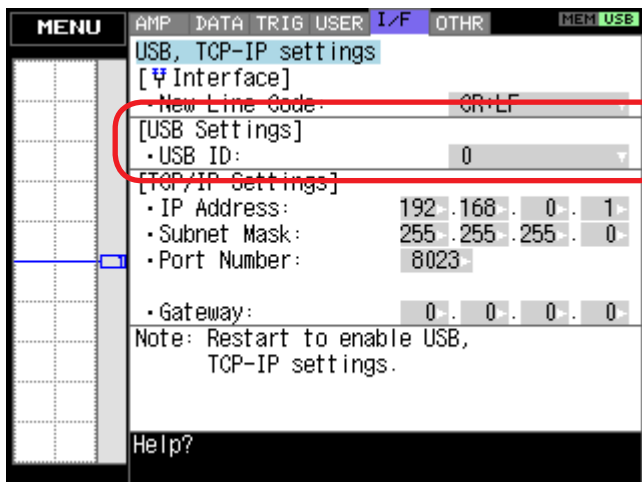 MENU
AMP DATA TRIG USER I/F OTHR MEM USB
USB, TCP-IP settings
[Ψ Interface]
・New Line Code: CR+LF
[USB Settings]
・USB ID: 0
[TCP/IP Settings]
・IP Address: 192. 168. 0. 1
・Subnet Mask: 255. 255. 255. 0
・Port Number: 8023
・Gateway: 0. 0. 0. 0
Note: Restart to enable USB,
TCP-IP settings.
1
Help?